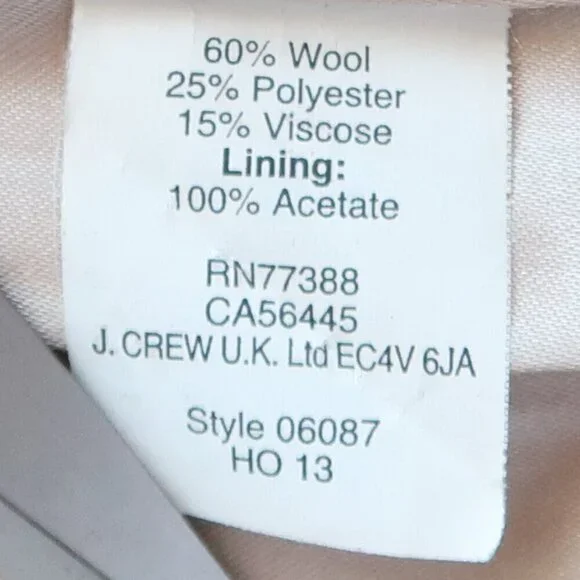 60% Wool
25% Polyester
15% Viscose
Lining:
100% Acetate
RN77388
CA56445
J. CREW U.K. Ltd EC4V 6JA
Style 06087
HO 13